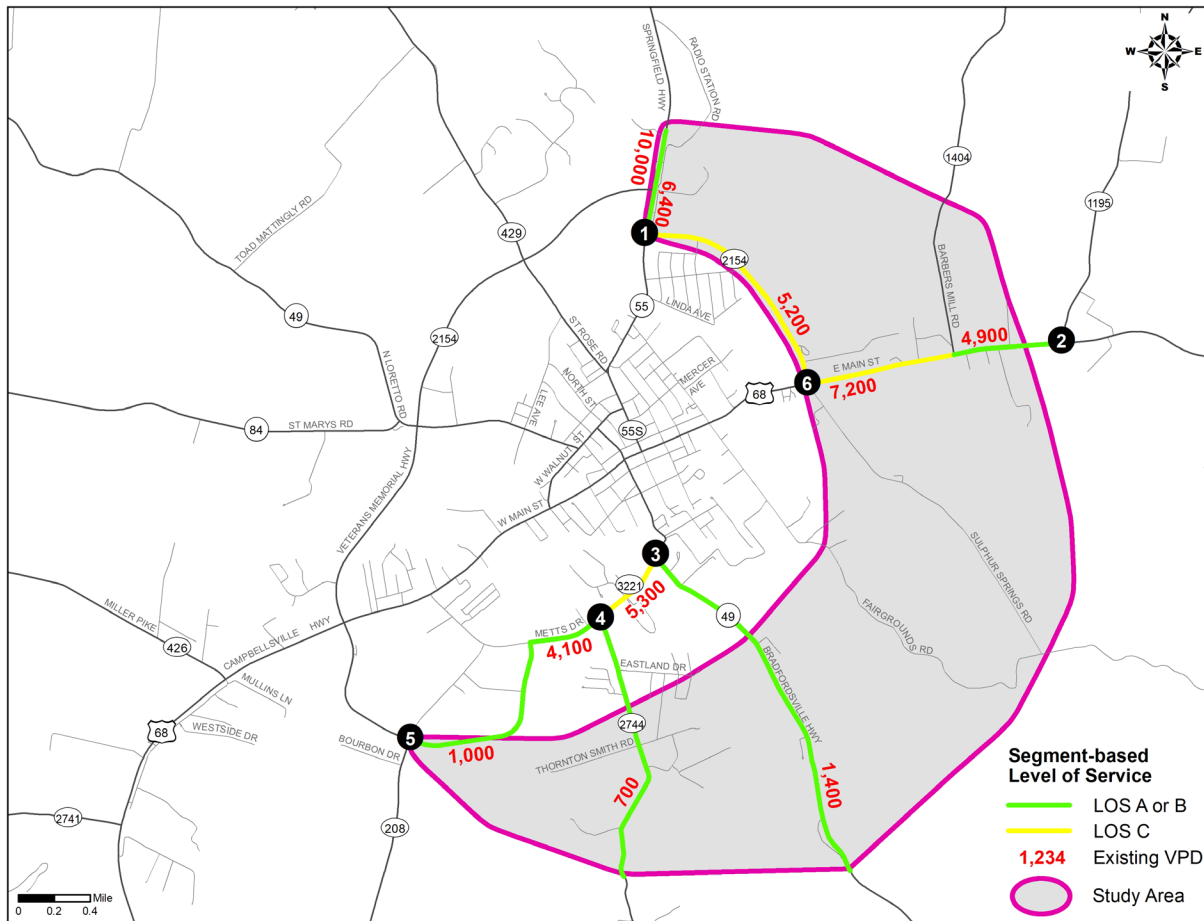 N
W
E
S
SPRINGFIELD HWY
RADIO STATION RD
10,000
6,400
1
1404
1195
TOAD MATTINGLY RD
429
2154
BARBERS MILL RD
LINDA AVE
55
49
5,200
4,900
2
2154
ST ROSE RD
N LORETTO RD
E MAIN ST
MERCER
AVE
NORTH ST
LEE AVE
6
7,200
68
84
ST MARYS RD
55S
W WALNUT ST
VETERANS MEMORIAL HWY
W MAIN ST
SULPHUR SPRINGS RD
3
3221
5,300
MILLER PIKE
CAMPBELLSVILLE HWY
426
METTS DR
4
4,100
49
FAIRGROUNDS RD
EASTLAND DR
BRADFORDSVILLE HWY
MULLINS LN
68
WESTSIDE DR
BOURBON DR
5
1,000
2744
THORNTON SMITH RD
700
1,400
2741
208
Segment-based
Level of Service
LOS A or B
LOS C
1,234 Existing VPD
Study Area
Mile
0 0.2 0.4